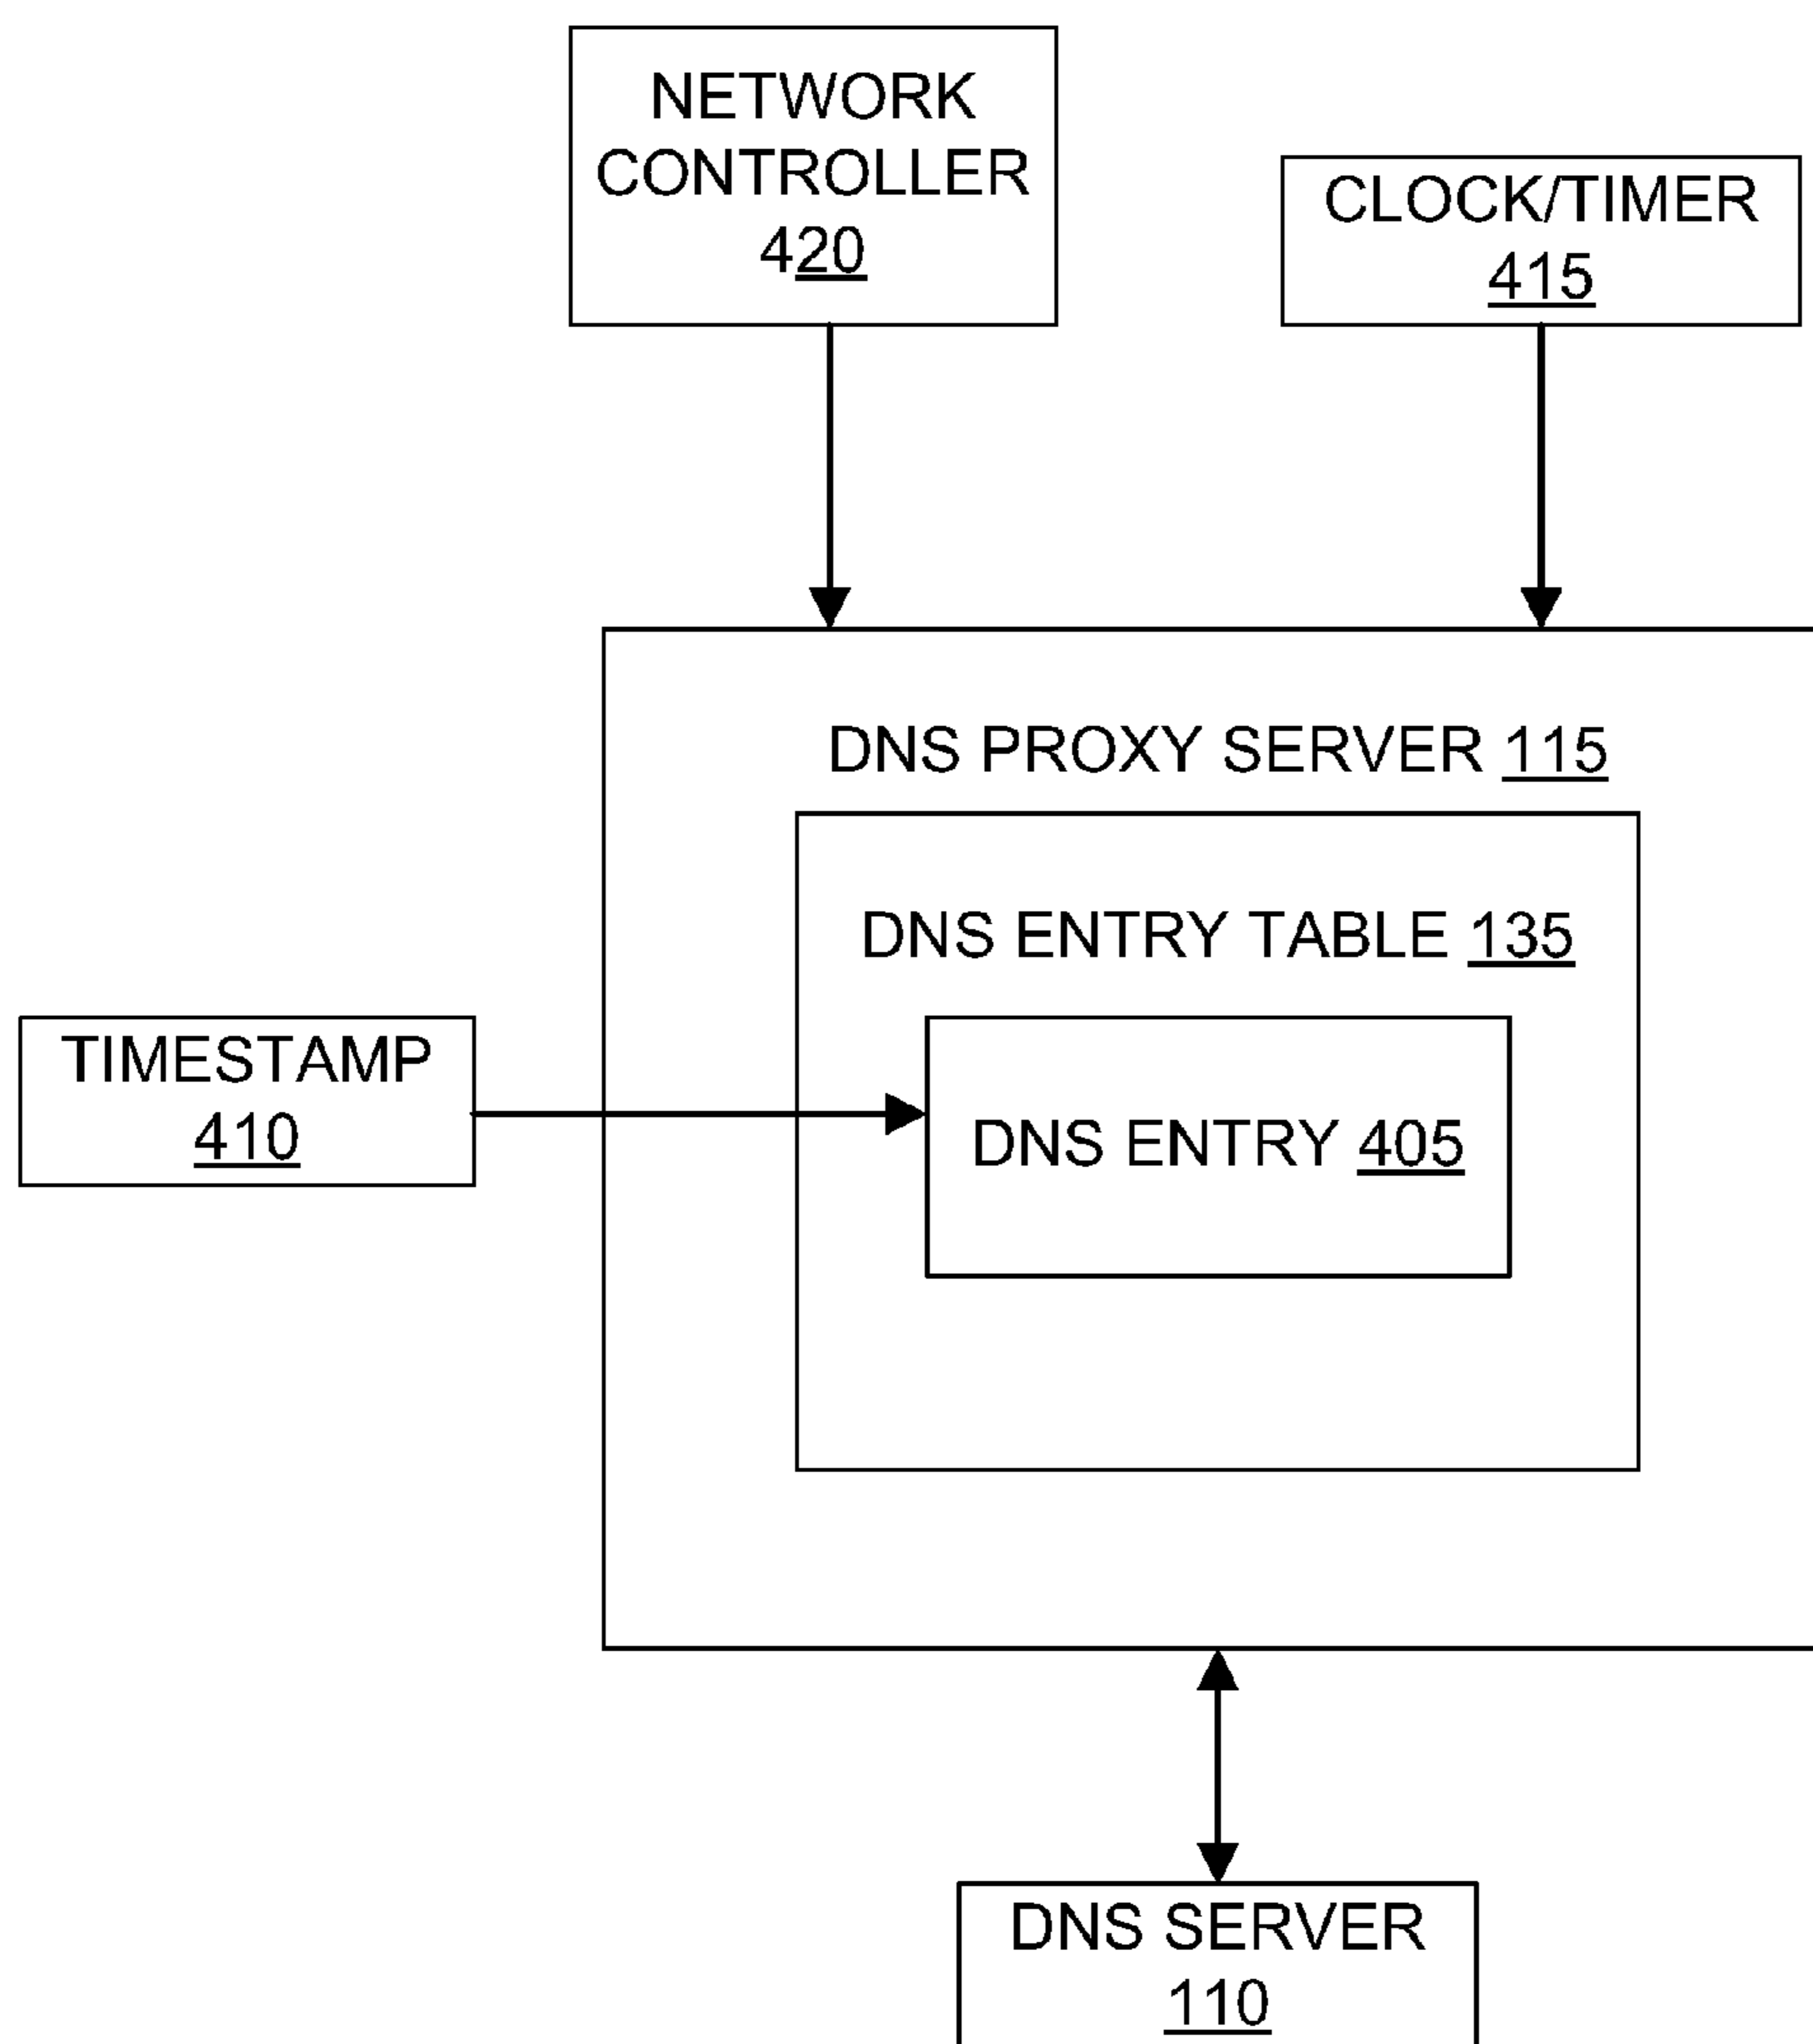 NETWORK
CONTROLLER
420
CLOCK/TIMER
415
DNS PROXY SERVER 115
DNS ENTRY TABLE 135
TIMESTAMP
410
DNS ENTRY 405
DNS SERVER
110